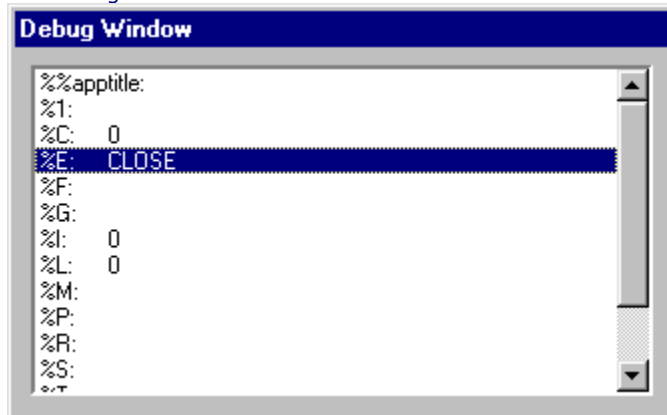 Debug Window
%%apptitle:
%1:
%C: 0
%E: CLOSE
%F:
%G:
%I: 0
%L: 0
%M:
%P:
%R:
%S: